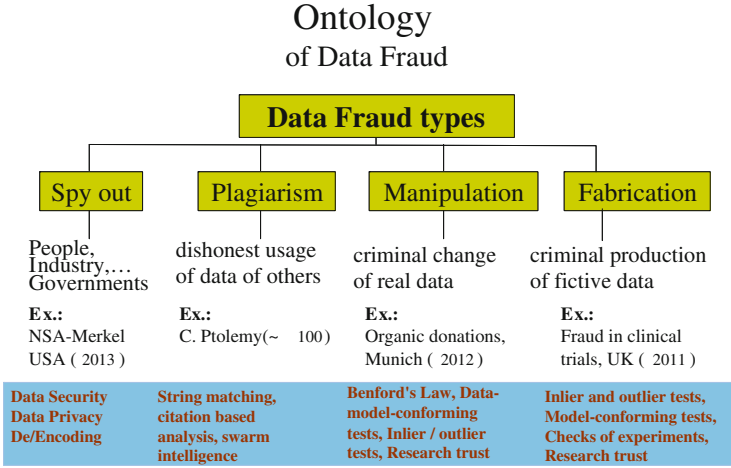 Ontology
of Data Fraud
Data Fraud types
Spy out
Plagiarism
Manipulation
Fabrication
People,
Industry,…
Governments
dishonest usage
of data of others
criminal change
of real data
criminal production
of fictive data
Ex.:
NSA-Merkel
USA ( 2013 )
Ex.:
C. Ptolemy(~ 100)
Ex.:
Organic donations,
Munich ( 2012 )
Ex.:
Fraud in clinical
trials, UK ( 2011 )
Data Security
Data Privacy
De/Encoding
String matching,
citation based
analysis, swarm
intelligence
Benford's Law, Data-
model-conforming
tests, Inlier / outlier
tests, Research trust
Inlier and outlier tests,
Model-conforming tests,
Checks of experiments,
Research trust